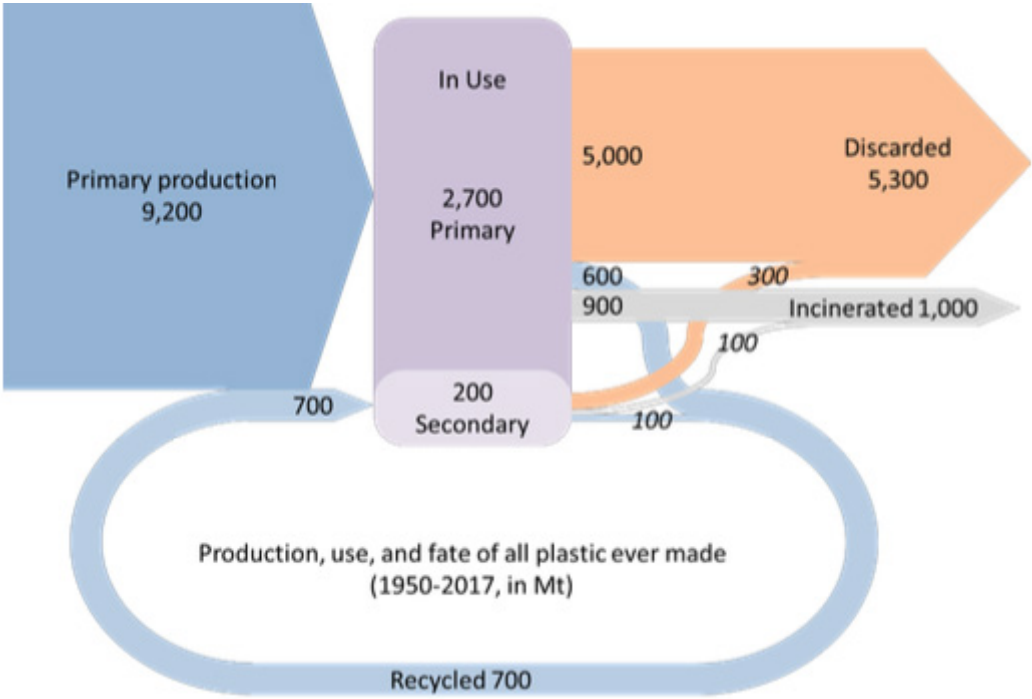 In Use
Primary production
9,200
2,700
Primary
5,000
Discarded
5,300
600
300
900
Incinerated 1,000
100
200
Secondary
700
100
Production, use, and fate of all plastic ever made
(1950-2017, in Mt)
Recycled 700